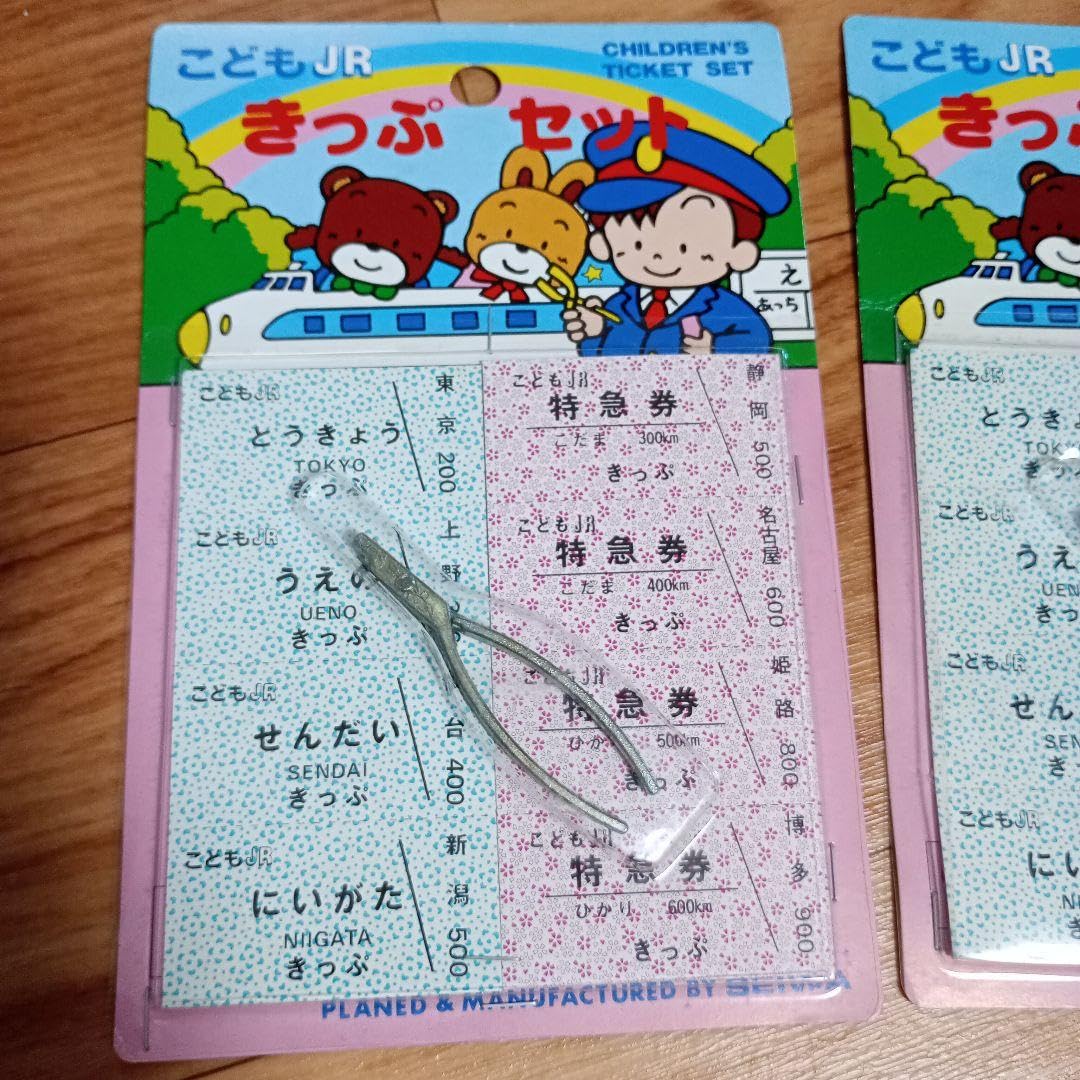 こどもJR
CHILDREN'S
TICKET SET
きっぷ セット
え
あっち
こどもJR
とうきょう
TOKYO
きっぷ
東京 200
こどもJR
うえの
UENO
きっぷ
上野
こどもJR
せんだい
SENDAI
きっぷ
台 400
こどもJR
にいがた
NIIGATA
きっぷ
新潟 500
こどもJR
特急券
こだま 300km
きっぷ
静岡 500
こどもJR
特急券
こだま 400km
きっぷ
名古屋 600
こどもJR
特急券
ひか 500km
きっぷ
姫路 800
こどもJR
特急券
ひかり 600km
きっぷ
博多 900
PLANED & MANUFACTURED BY
こどもJR
きっ
こどもJR
とうきょ
こどもJR
うえ
こどもJR
せん
こどもJR
にい